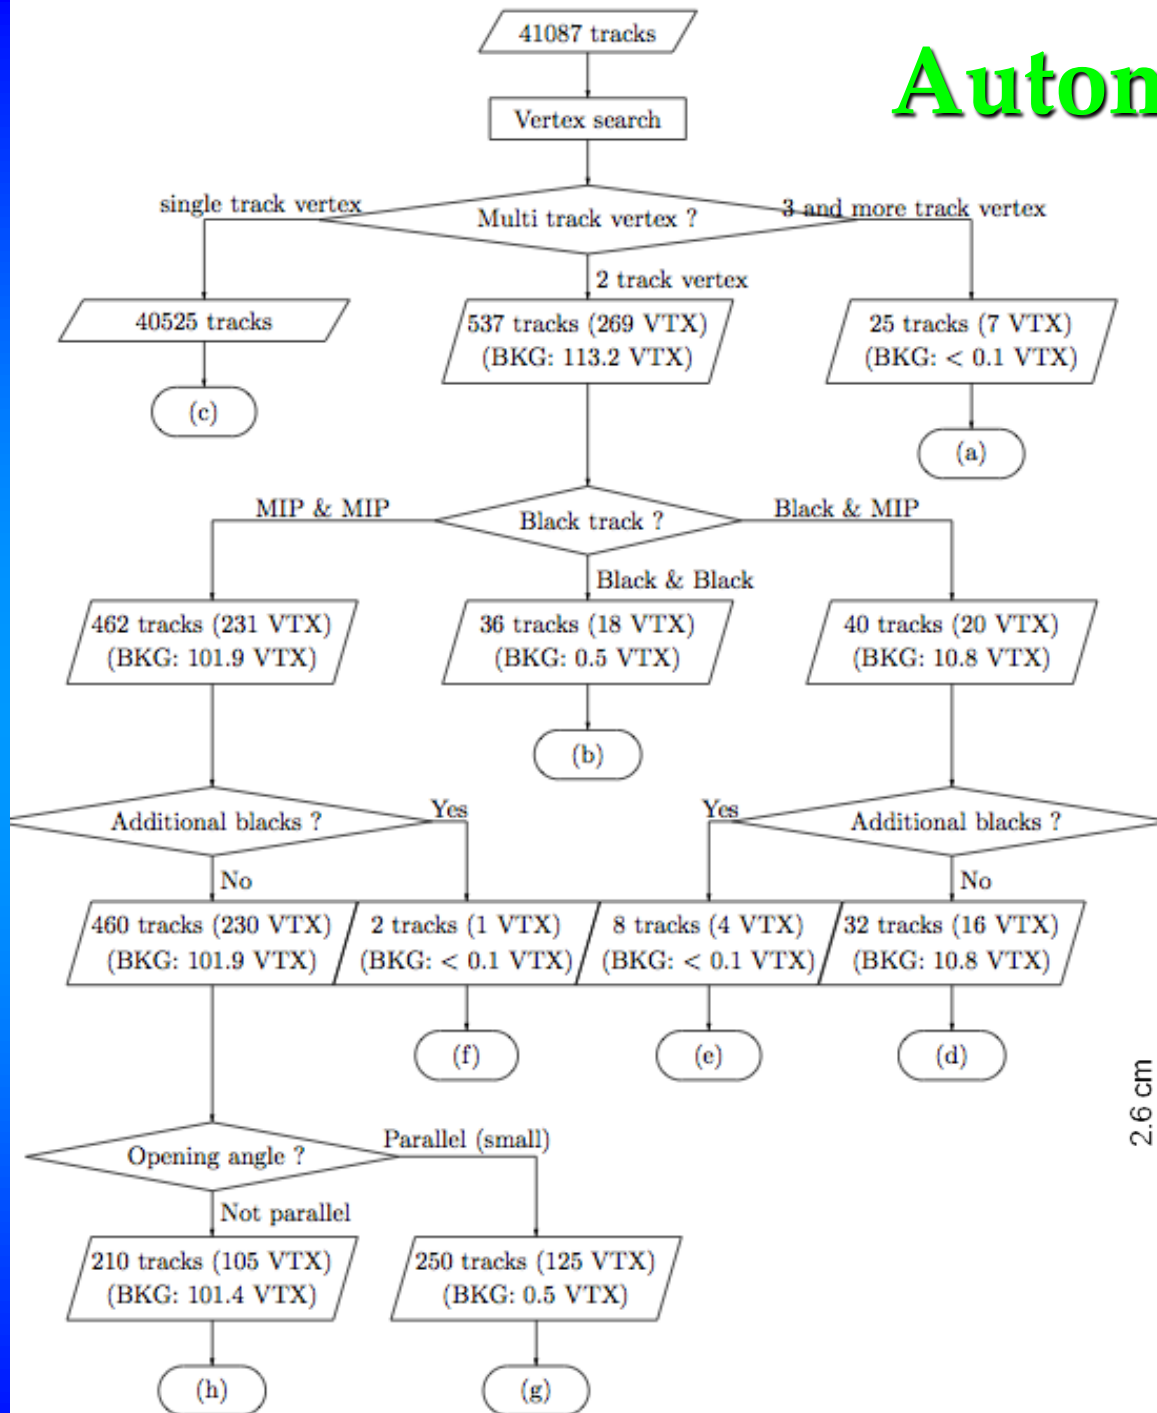 41087 tracks
Autom
Vertex search
single track vertex
Multi track vertex ?
3 and more track vertex
2 track vertex
40525 tracks
537 tracks (269 VTX)
(BKG: 113.2 VTX)
25 tracks (7 VTX)
(BKG: < 0.1 VTX)
(c)
(a)
MIP & MIP
Black track ?
Black & MIP
Black & Black
462 tracks (231 VTX)
(BKG: 101.9 VTX)
36 tracks (18 VTX)
(BKG: 0.5 VTX)
40 tracks (20 VTX)
(BKG: 10.8 VTX)
(b)
Additional blacks ?
Yes
Yes
Additional blacks ?
No
No
460 tracks (230 VTX)
(BKG: 101.9 VTX)
2 tracks (1 VTX)
(BKG: < 0.1 VTX)
8 tracks (4 VTX)
(BKG: < 0.1 VTX)
32 tracks (16 VTX)
(BKG: 10.8 VTX)
(f)
(e)
(d)
2.6 cm
Opening angle ?
Parallel (small)
Not parallel
210 tracks (105 VTX)
(BKG: 101.4 VTX)
250 tracks (125 VTX)
(BKG: 0.5 VTX)
(h)
(g)